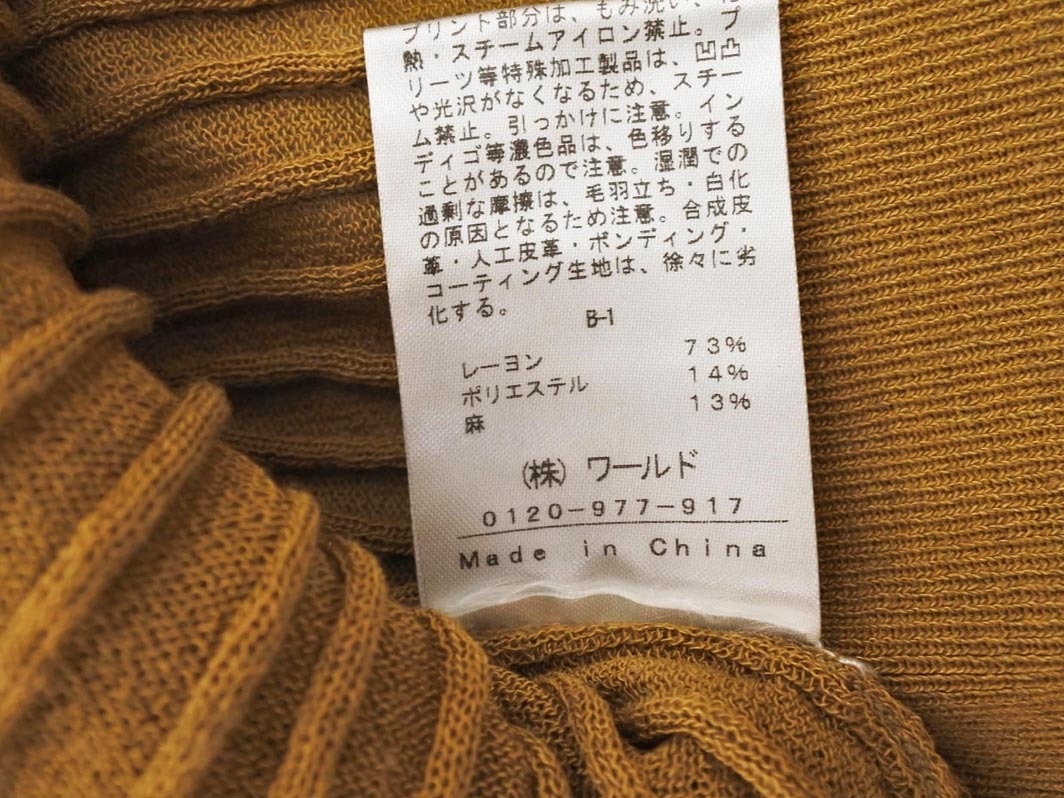 プリント部分は、もみ洗い、
熱・スチームアイロン禁止。プ
リーツ等特殊加工製品は、凹凸
や光沢がなくなるため、スチー
ム禁止。引っかけに注意。イン
ディゴ等濃色品は、色移りする
ことがあるので注意。湿潤での
過剰な摩擦は、毛羽立ち・白化
の原因となるため注意。合成皮
革・人工皮革・ボンディング・
コーティング生地は、徐々に劣
化する。
B-1
レーヨン 73%
ポリエステル 14%
麻 13%
(株) ワールド
0120-977-917
Made in China